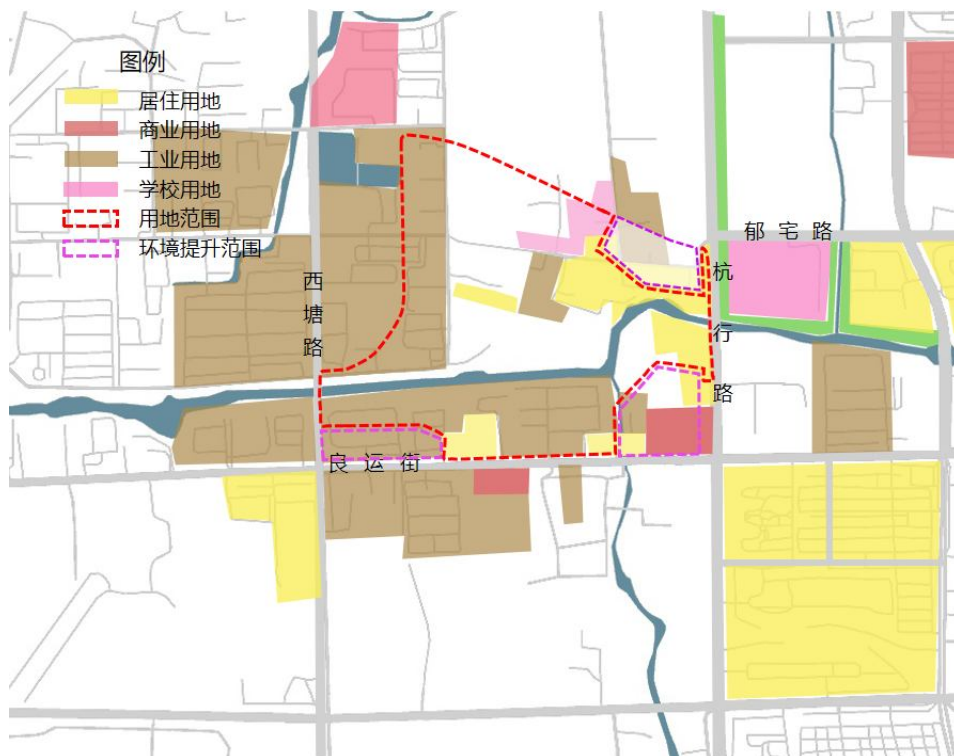 图例
居住用地
商业用地
工业用地
学校用地
用地范围
环境提升范围
郁宅路
西塘路
杭行路
良运街